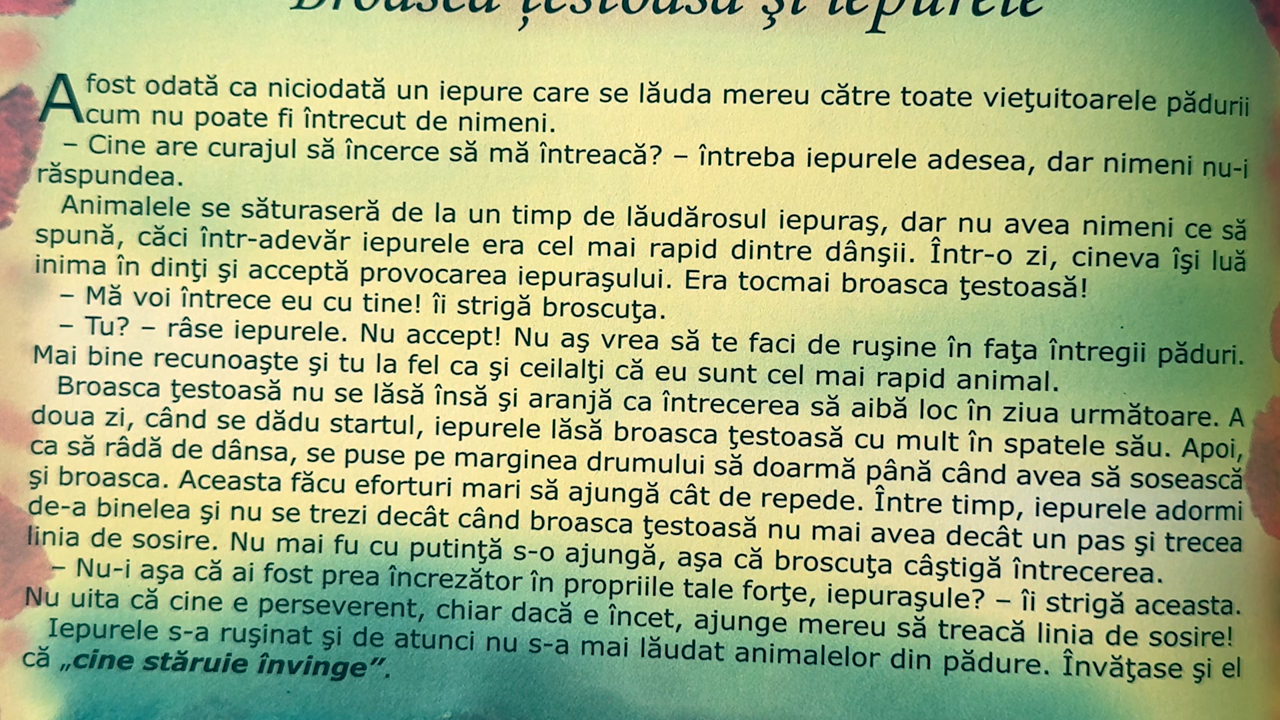 Broasca ţestoasă şi iepurele
A fost odată ca niciodată un iepure care se lăuda mereu către toate vieţuitoarele pădurii
cum nu poate fi întrecut de nimeni.
– Cine are curajul să încerce să mă întreacă? – întreba iepurele adesea, dar nimeni nu-i
răspundea.
Animalele se săturaseră de la un timp de lăudărosul iepuraş, dar nu avea nimeni ce să
spună, căci într-adevăr iepurele era cel mai rapid dintre dânşii. Într-o zi, cineva îşi luă
inima în dinţi şi acceptă provocarea iepuraşului. Era tocmai broasca ţestoasă!
– Mă voi întrece eu cu tine! îi strigă broscuţa.
– Tu? – râse iepurele. Nu accept! Nu aş vrea să te faci de ruşine în faţa întregii păduri.
Mai bine recunoaşte şi tu la fel ca şi ceilalţi că eu sunt cel mai rapid animal.
Broasca ţestoasă nu se lăsă însă şi aranjă ca întrecerea să aibă loc în ziua următoare. A
doua zi, când se dădu startul, iepurele lăsă broasca ţestoasă cu mult în spatele său. Apoi,
ca să râdă de dânsa, se puse pe marginea drumului să doarmă până când avea să sosească
şi broasca. Aceasta făcu eforturi mari să ajungă cât de repede. Între timp, iepurele adormi
de-a binelea şi nu se trezi decât când broasca ţestoasă nu mai avea decât un pas şi trecea
linia de sosire. Nu mai fu cu putinţă s-o ajungă, aşa că broscuţa câştigă întrecerea.
– Nu-i aşa că ai fost prea încrezător în propriile tale forţe, iepuraşule? – îi strigă aceasta.
Nu uita că cine e perseverent, chiar dacă e încet, ajunge mereu să treacă linia de sosire!
Iepurele s-a ruşinat şi de atunci nu s-a mai lăudat animalelor din pădure. Învăţase şi el
că „cine stăruie învinge”.